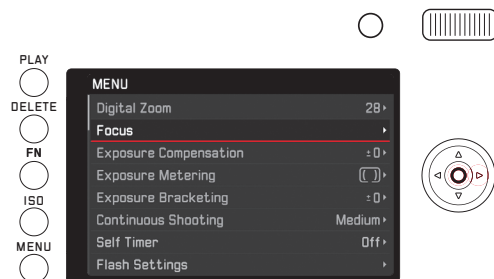 PLAY
DELETE
FN
ISO
MENU
MENU
Digital Zoom 28
Focus
Exposure Compensation ±0
Exposure Metering
Exposure Bracketing ±0
Continuous Shooting Medium
Self Timer Off
Flash Settings